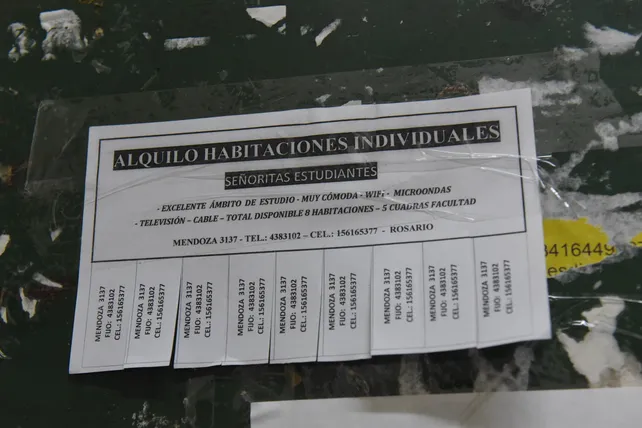 ALQUILO HABITACIONES INDIVIDUALES
SEÑORITAS ESTUDIANTES
- EXCELENTE ÁMBITO DE ESTUDIO - MUY CÓMODA - WIFI - MICROONDAS
- TELEVISIÓN – CABLE – TOTAL DISPONIBLE 8 HABITACIONES – 5 CUADRAS FACULTAD
MENDOZA 3137 - TEL.: 4383102 – CEL.: 156165377 - ROSARIO
MENDOZA 3137
FIJO: 4383102
CEL.: 156165377
MENDOZA 3137
FIJO: 4383102
CEL.: 156165377
MENDOZA 3137
FIJO: 4383102
CEL.: 156165377
MENDOZA 3137
FIJO: 4383102
CEL.: 156165377
MENDOZA 3137
FIJO: 4383102
CEL.: 156165377
MENDOZA 3137
FIJO: 4383102
CEL.: 156165377
MENDOZA 3137
FIJO: 4383102
CEL.: 156165377
MENDOZA 3137
FIJO: 4383102
CEL.: 156165377
MENDOZA 3137
FIJO: 4383102
CEL.: 156165377
3416449